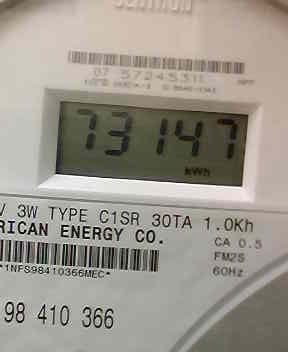 07 57245311
73147
kWh
V 3W TYPE C1SR 30TA 1.0Kh
RICAN ENERGY CO.
CA 0.5
FM2S
60Hz
*1NFS98410366MEC*
98 410 366